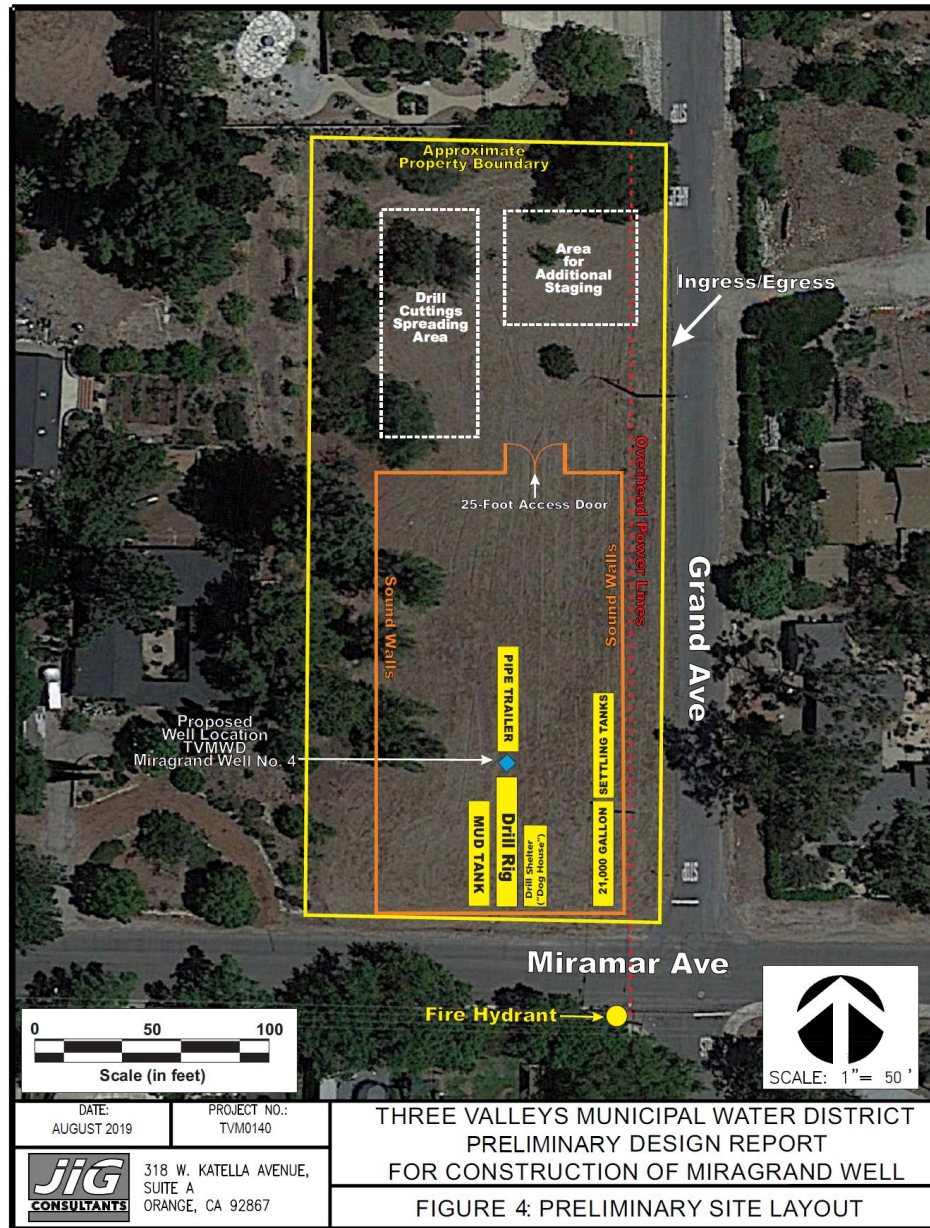 STOP
AHEAD
Approximate
Property Boundary
Area
for
Additional
Staging
Drill
Cuttings
Spreading
Area
Ingress/Egress
25-Foot Access Door
Overhead Power Lines
Sound Walls
Sound Walls
Grand Ave
PIPE TRAILER
Proposed
Well Location
TVMWD
Miragrand Well No. 4
MUD TANK
Drill Rig
Drill Shelter
("Dog House")
21,000 GALLON SETTLING TANKS
STOP
Miramar Ave
Fire Hydrant
0 50 100
Scale (in feet)
SCALE: 1"= 50 '
DATE:
AUGUST 2019
PROJECT NO.:
TVM0140
THREE VALLEYS MUNICIPAL WATER DISTRICT
PRELIMINARY DESIGN REPORT
FOR CONSTRUCTION OF MIRAGRAND WELL
JIG
CONSULTANTS
318 W. KATELLA AVENUE,
SUITE A
ORANGE, CA 92867
FIGURE 4: PRELIMINARY SITE LAYOUT